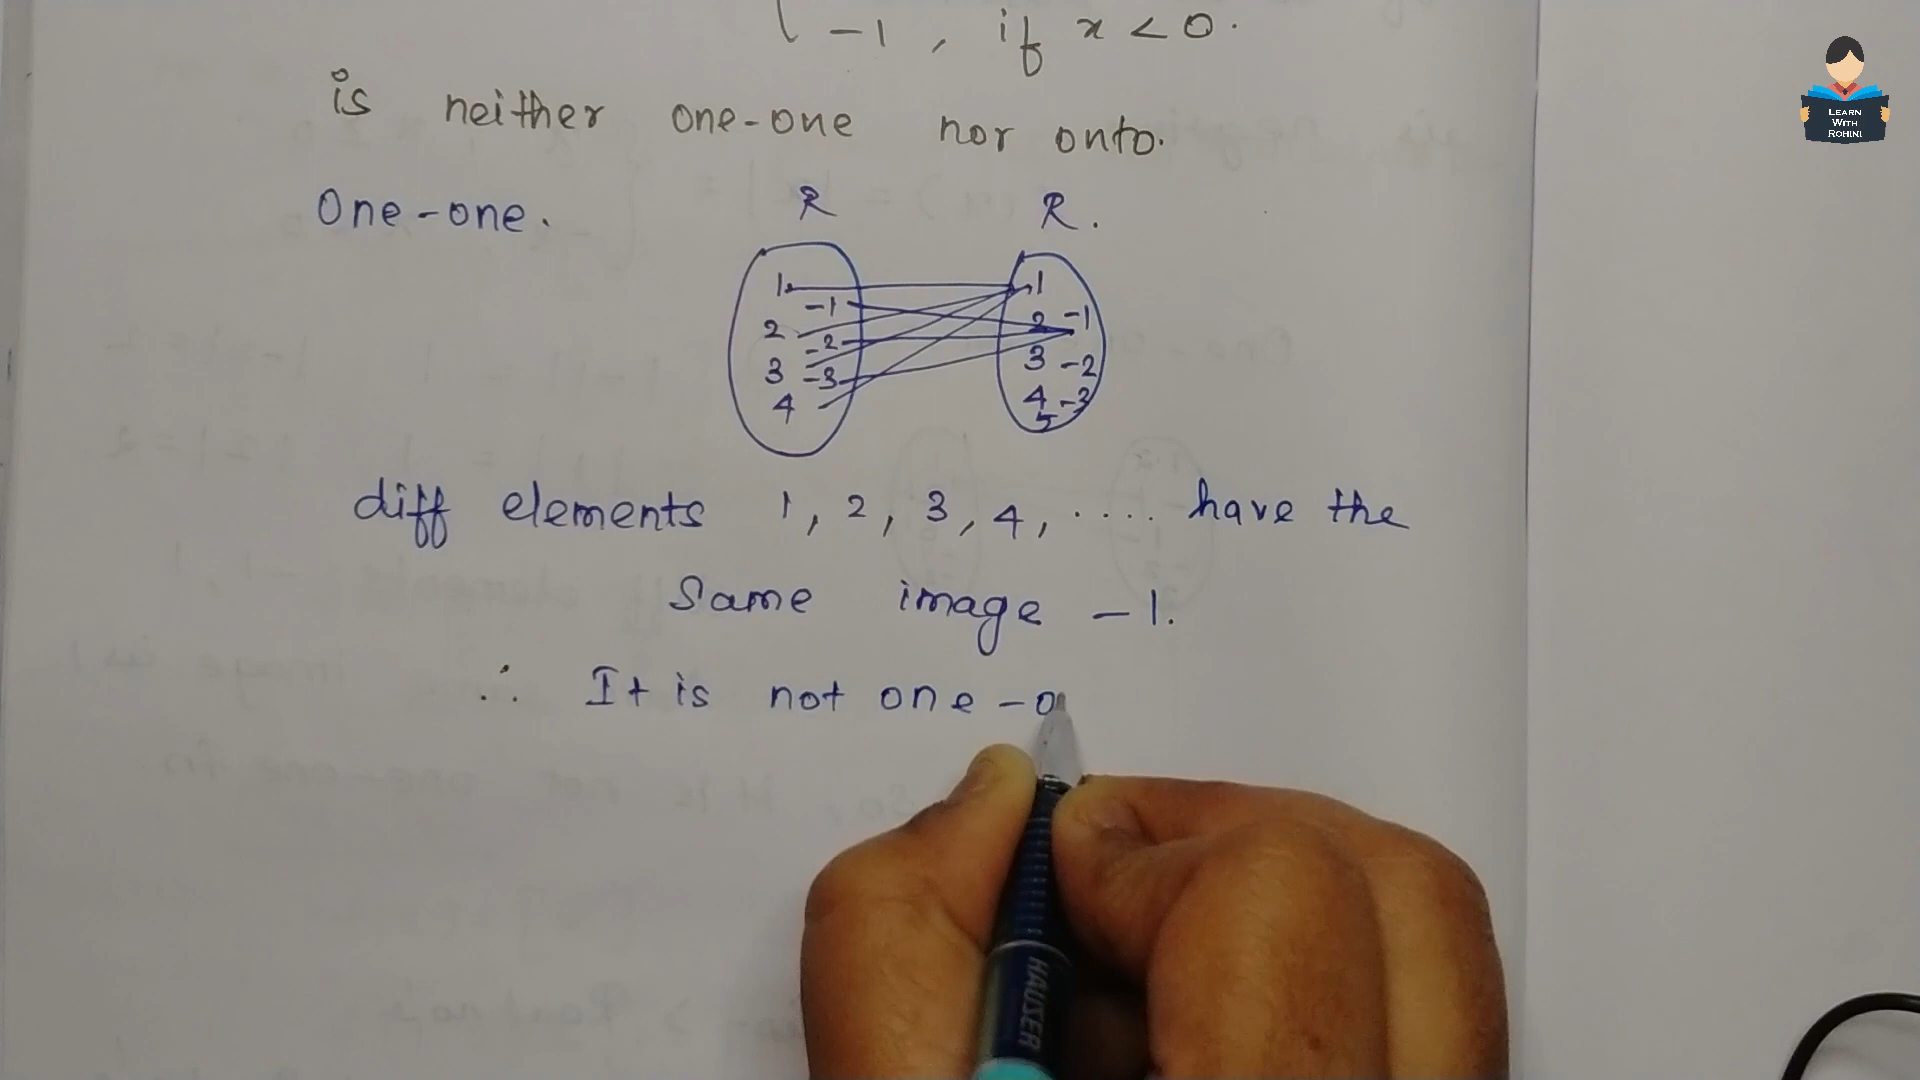 -1 , if x < 0.
is neither one-one nor onto.
One-one.
R R.
1 -1 2 -2 3 -3 4
1 2 -1 3 -2 4 -3 5
diff elements 1, 2, 3, 4, .... have the
Same image -1.
∴ It is not one-o
LEARN
WITH
ROHINI
HAUSER